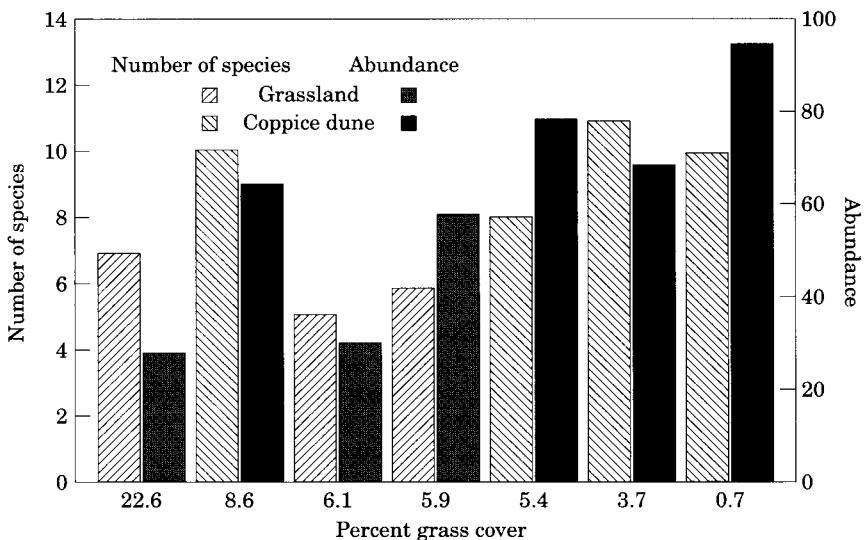 Number of species Abundance
Grassland
Coppice dune
Number of species
14
12
10
8
6
4
2
0
100
80
60
40
20
0
Abundance
22.6 8.6 6.1 5.9 5.4 3.7 0.7
Percent grass cover